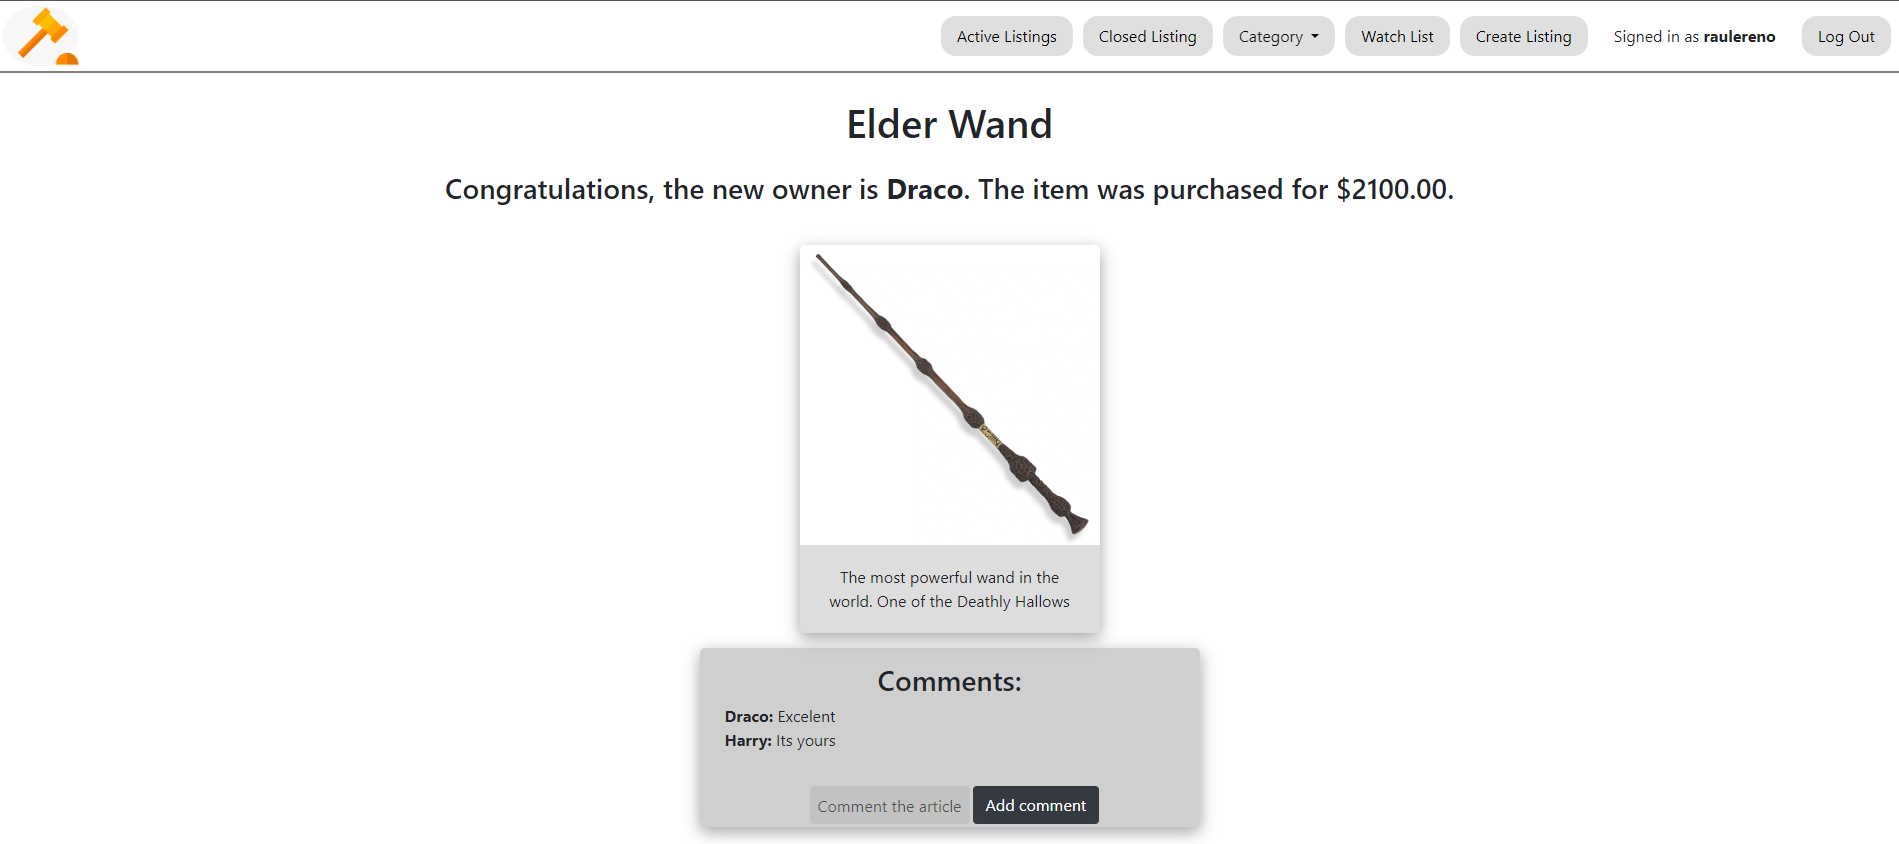 Active Listings
Closed Listing
Category
Watch List
Create Listing
Signed in as raulereno
Log Out
Elder Wand
Congratulations, the new owner is Draco. The item was purchased for $2100.00.
The most powerful wand in the
world. One of the Deathly Hallows
Comments:
Draco: Excelent
Harry: Its yours
Comment the article
Add comment